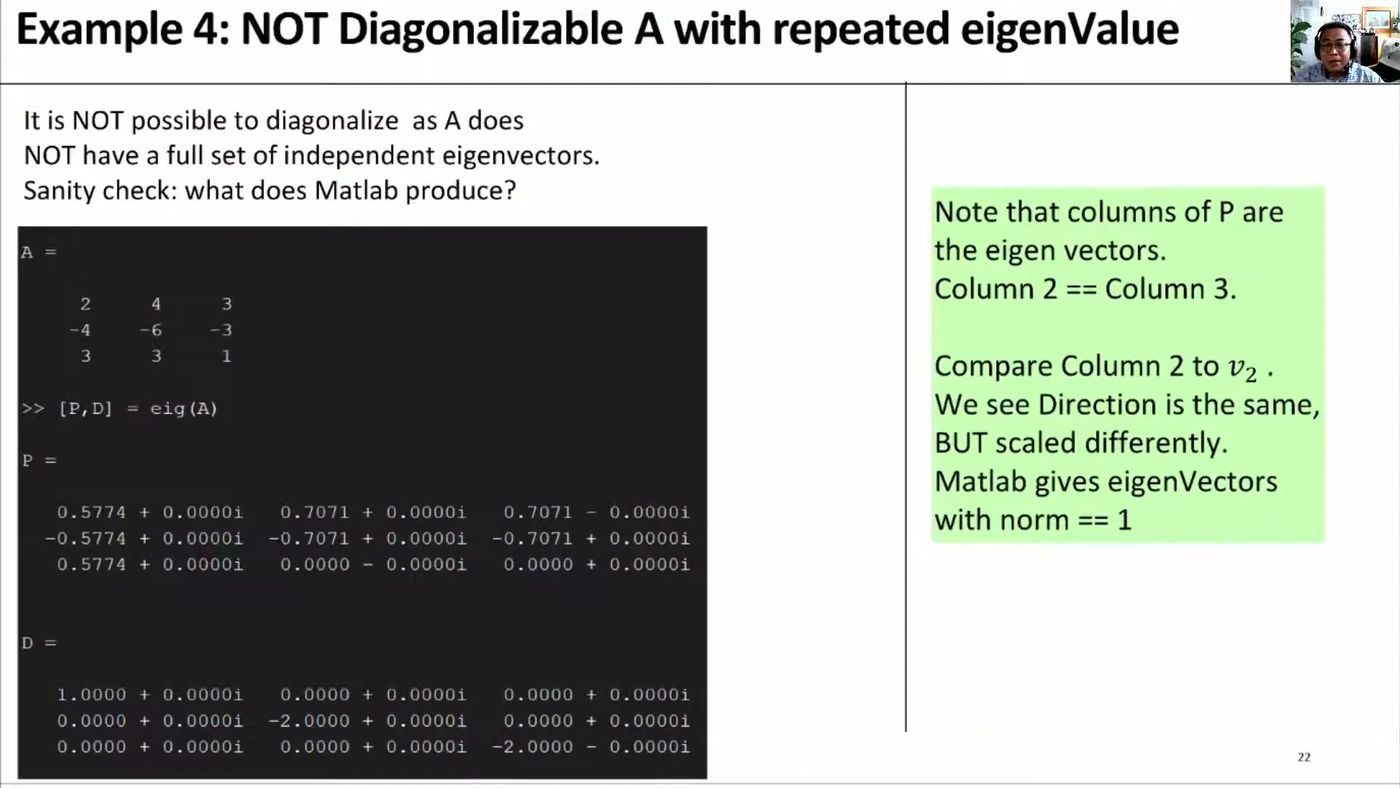 Example 4: NOT Diagonalizable A with repeated eigenValue
It is NOT possible to diagonalize as A does
NOT have a full set of independent eigenvectors.
Sanity check: what does Matlab produce?
A =
2 4 3
-4 -6 -3
3 3 1
>> [P,D] = eig(A)
P =
0.5774 + 0.0000i 0.7071 + 0.0000i 0.7071 - 0.0000i
-0.5774 + 0.0000i -0.7071 + 0.0000i -0.7071 + 0.0000i
0.5774 + 0.0000i 0.0000 - 0.0000i 0.0000 + 0.0000i
D =
1.0000 + 0.0000i 0.0000 + 0.0000i 0.0000 + 0.0000i
0.0000 + 0.0000i -2.0000 + 0.0000i 0.0000 + 0.0000i
0.0000 + 0.0000i 0.0000 + 0.0000i -2.0000 - 0.0000i
Note that columns of P are
the eigen vectors.
Column 2 == Column 3.
Compare Column 2 to v₂ .
We see Direction is the same,
BUT scaled differently.
Matlab gives eigenVectors
with norm == 1
22